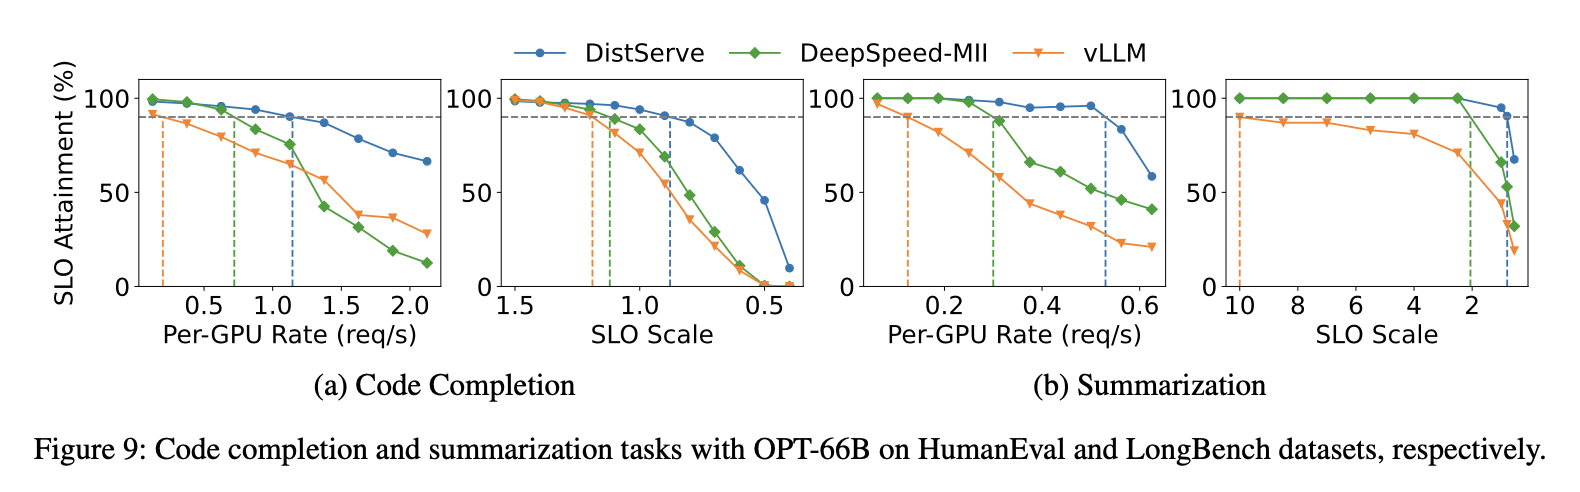 DistServe DeepSpeed-MII vLLM
SLO Attainment (%)
100
50
0
0.5 1.0 1.5 2.0
Per-GPU Rate (req/s)
100
50
0
1.5 1.0 0.5
SLO Scale
100
50
0
0.2 0.4 0.6
Per-GPU Rate (req/s)
100
50
0
10 8 6 4 2
SLO Scale
(a) Code Completion
(b) Summarization
Figure 9: Code completion and summarization tasks with OPT-66B on HumanEval and LongBench datasets, respectively.